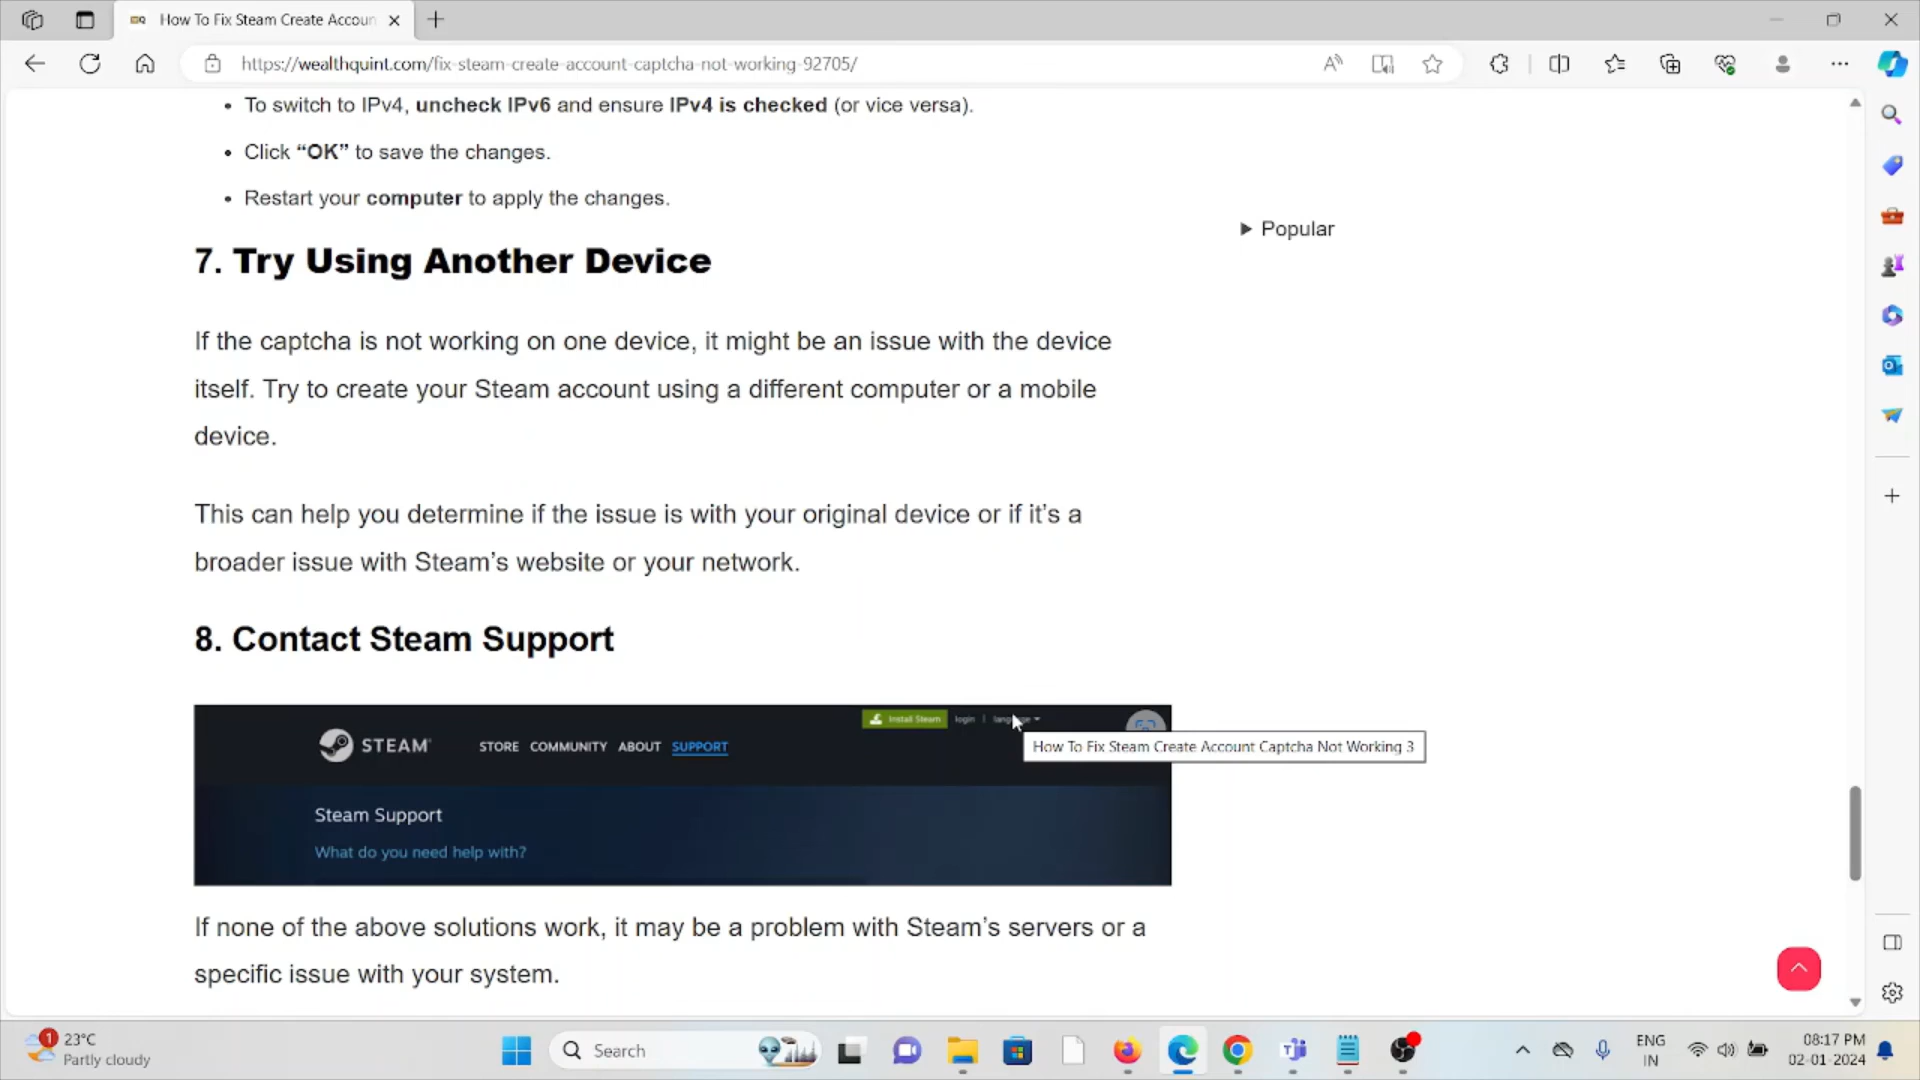 How To Fix Steam Create Accoun
https://wealthquint.com/fix-steam-create-account-captcha-not-working-92705/
• To switch to IPv4, uncheck IPv6 and ensure IPv4 is checked (or vice versa).
• Click “OK” to save the changes.
• Restart your computer to apply the changes.
▶ Popular
7. Try Using Another Device
If the captcha is not working on one device, it might be an issue with the device
itself. Try to create your Steam account using a different computer or a mobile
device.
This can help you determine if the issue is with your original device or if it’s a
broader issue with Steam’s website or your network.
8. Contact Steam Support
Install Steam login | language
STEAM STORE COMMUNITY ABOUT SUPPORT
How To Fix Steam Create Account Captcha Not Working 3
Steam Support
What do you need help with?
If none of the above solutions work, it may be a problem with Steam’s servers or a
specific issue with your system.
1 23°C
Partly cloudy
Search
ENG
IN
08:17 PM
02-01-2024